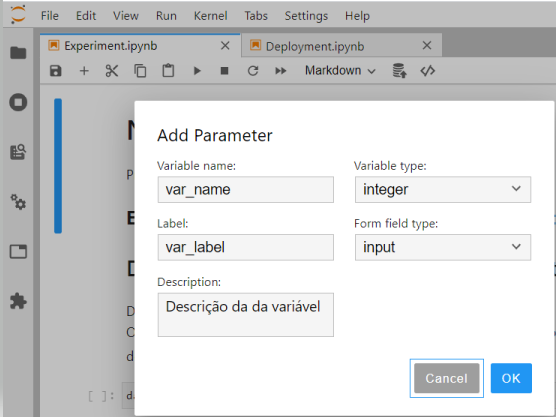 File Edit View Run Kernel Tabs Settings Help
Experiment.ipynb Deployment.ipynb
Markdown
Add Parameter
Variable name: Variable type:
var_name integer
Label: Form field type:
var_label input
Description:
Descrição da da variável
Cancel OK
[ ]: